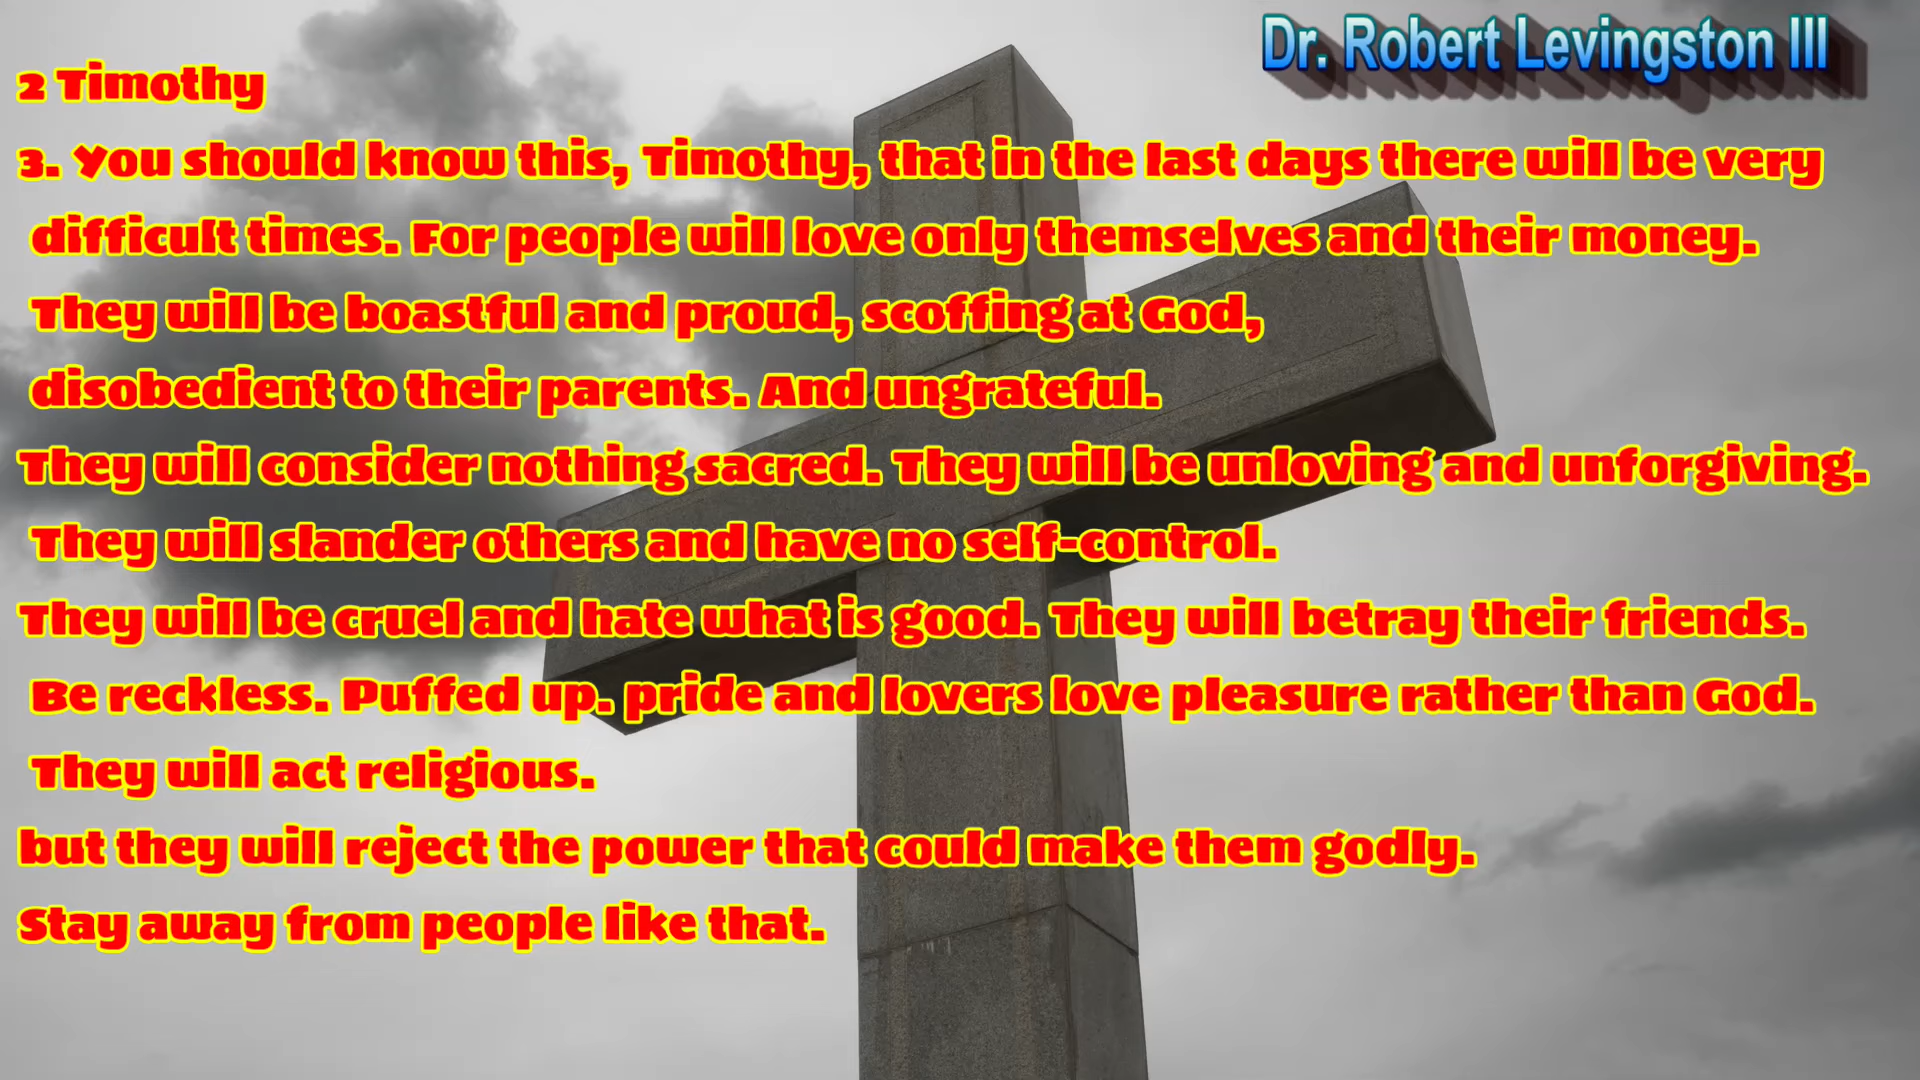 Dr. Robert Levingston III
2 Timothy
3. You should know this, Timothy, that in the last days there will be very
difficult times. For people will love only themselves and their money.
They will be boastful and proud, scoffing at God,
disobedient to their parents. And ungrateful.
They will consider nothing sacred. They will be unloving and unforgiving.
They will slander others and have no self-control.
They will be cruel and hate what is good. They will betray their friends.
Be reckless. Puffed up. pride and lovers love pleasure rather than God.
They will act religious.
but they will reject the power that could make them godly.
Stay away from people like that.